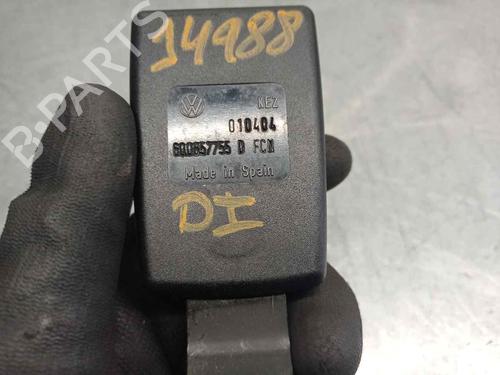 14988
KEZ
010404
6Q0857755 D FCN
Made in Spain
DI
B-PARTS